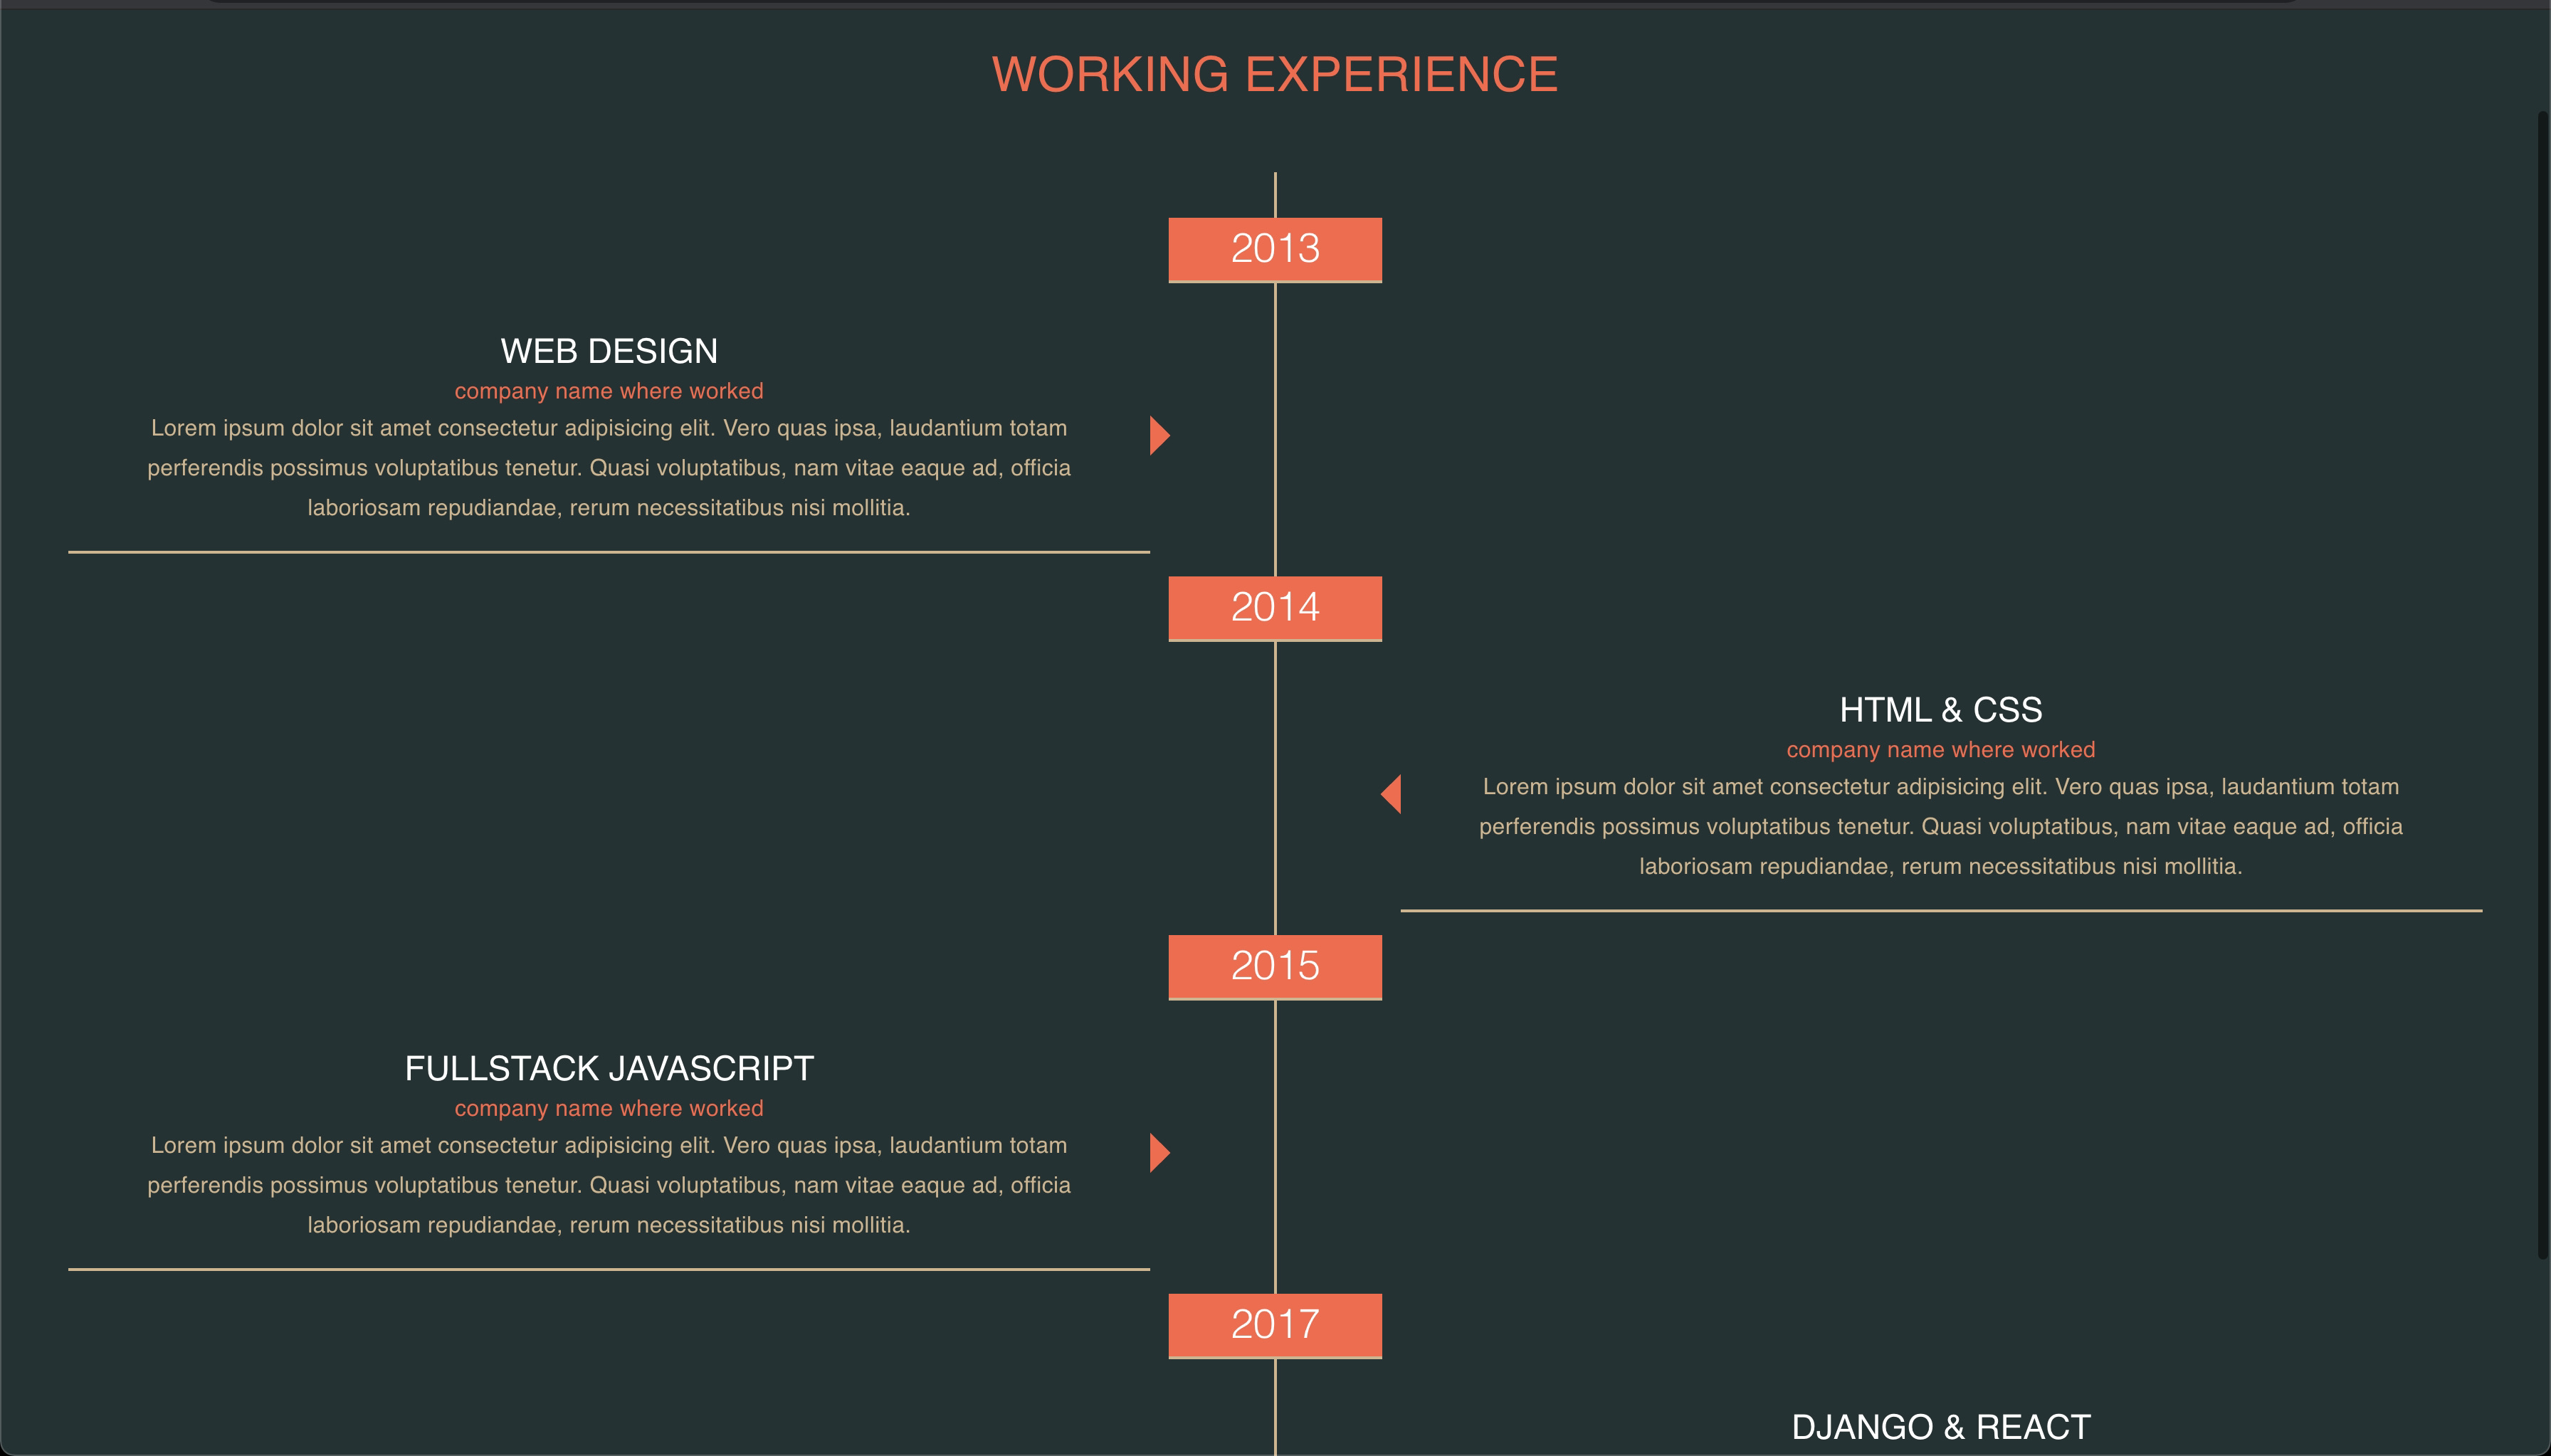 WORKING EXPERIENCE
2013
WEB DESIGN
company name where worked
Lorem ipsum dolor sit amet consectetur adipisicing elit. Vero quas ipsa, laudantium totam
perferendis possimus voluptatibus tenetur. Quasi voluptatibus, nam vitae eaque ad, officia
laboriosam repudiandae, rerum necessitatibus nisi mollitia.
2014
HTML & CSS
company name where worked
Lorem ipsum dolor sit amet consectetur adipisicing elit. Vero quas ipsa, laudantium totam
perferendis possimus voluptatibus tenetur. Quasi voluptatibus, nam vitae eaque ad, officia
laboriosam repudiandae, rerum necessitatibus nisi mollitia.
2015
FULLSTACK JAVASCRIPT
company name where worked
Lorem ipsum dolor sit amet consectetur adipisicing elit. Vero quas ipsa, laudantium totam
perferendis possimus voluptatibus tenetur. Quasi voluptatibus, nam vitae eaque ad, officia
laboriosam repudiandae, rerum necessitatibus nisi mollitia.
2017
DJANGO & REACT